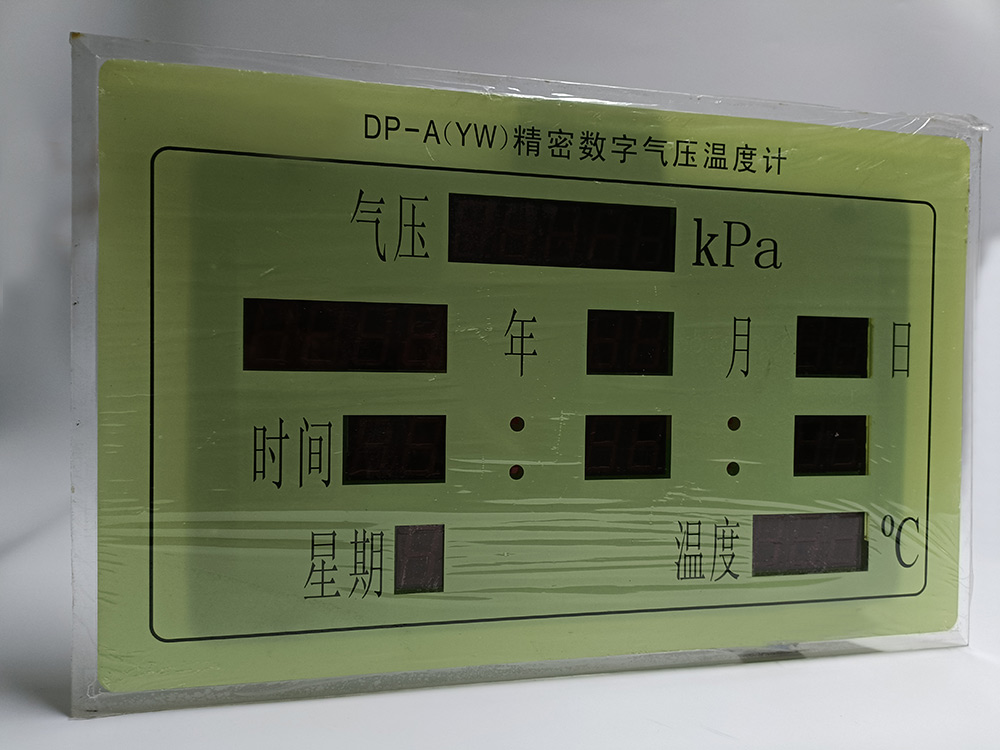 DP-A(YW)精密数字气压温度计
气压 kPa
年 月 日
时间 : :
星期 温度 ℃